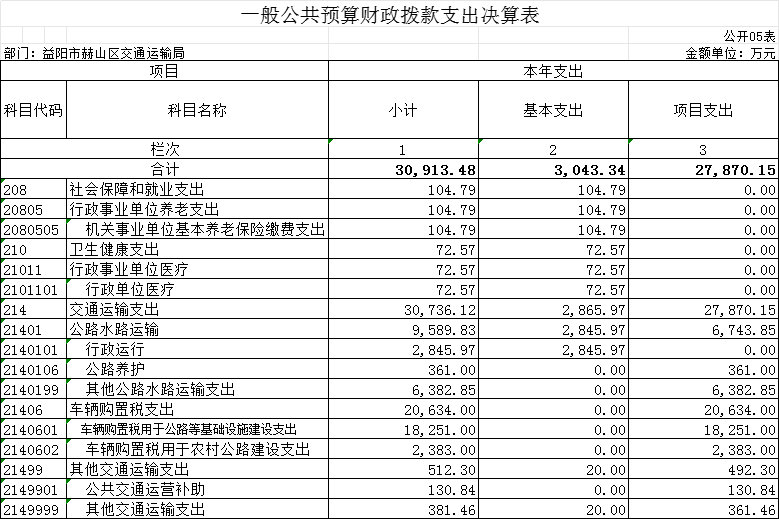 一般公共预算财政拨款支出决算表
公开05表
部门：益阳市赫山区交通运输局 金额单位：万元
项目 本年支出
科目代码 科目名称 小计 基本支出 项目支出
栏次 1 2 3
合计 30,913.48 3,043.34 27,870.15
208 社会保障和就业支出 104.79 104.79 0.00
20805 行政事业单位养老支出 104.79 104.79 0.00
2080505 机关事业单位基本养老保险缴费支出 104.79 104.79 0.00
210 卫生健康支出 72.57 72.57 0.00
21011 行政事业单位医疗 72.57 72.57 0.00
2101101 行政单位医疗 72.57 72.57 0.00
214 交通运输支出 30,736.12 2,865.97 27,870.15
21401 公路水路运输 9,589.83 2,845.97 6,743.85
2140101 行政运行 2,845.97 2,845.97 0.00
2140106 公路养护 361.00 0.00 361.00
2140199 其他公路水路运输支出 6,382.85 0.00 6,382.85
21406 车辆购置税支出 20,634.00 0.00 20,634.00
2140601 车辆购置税用于公路等基础设施建设支出 18,251.00 0.00 18,251.00
2140602 车辆购置税用于农村公路建设支出 2,383.00 0.00 2,383.00
21499 其他交通运输支出 512.30 20.00 492.30
2149901 公共交通运营补助 130.84 0.00 130.84
2149999 其他交通运输支出 381.46 20.00 361.46